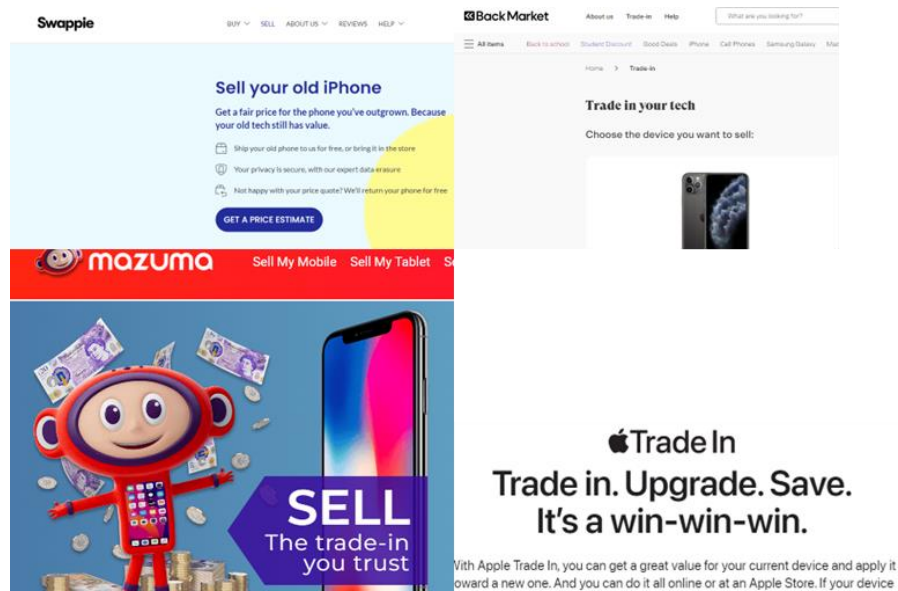 Swappie
BUY SELL ABOUT US REVIEWS HELP
Sell your old iPhone
Get a fair price for the phone you've outgrown. Because
your old tech still has value.
Ship your old phone to us for free, or bring it in the store
Your privacy is secure, with our expert data erasure
Not happy with your price quote? We'll return your phone for free
GET A PRICE ESTIMATE
Back Market
About us Trade-in Help
What are you looking for?
All items Back to school Student Discount Good Deals iPhone Cell Phones Samsung Galaxy
Home > Trade-in
Trade in your tech
Choose the device you want to sell:
mazuma
Sell My Mobile Sell My Tablet
SELL
The trade-in
you trust
Trade In
Trade in. Upgrade. Save.
It's a win-win-win.
With Apple Trade In, you can get a great value for your current device and apply it
toward a new one. And you can do it all online or at an Apple Store. If your device